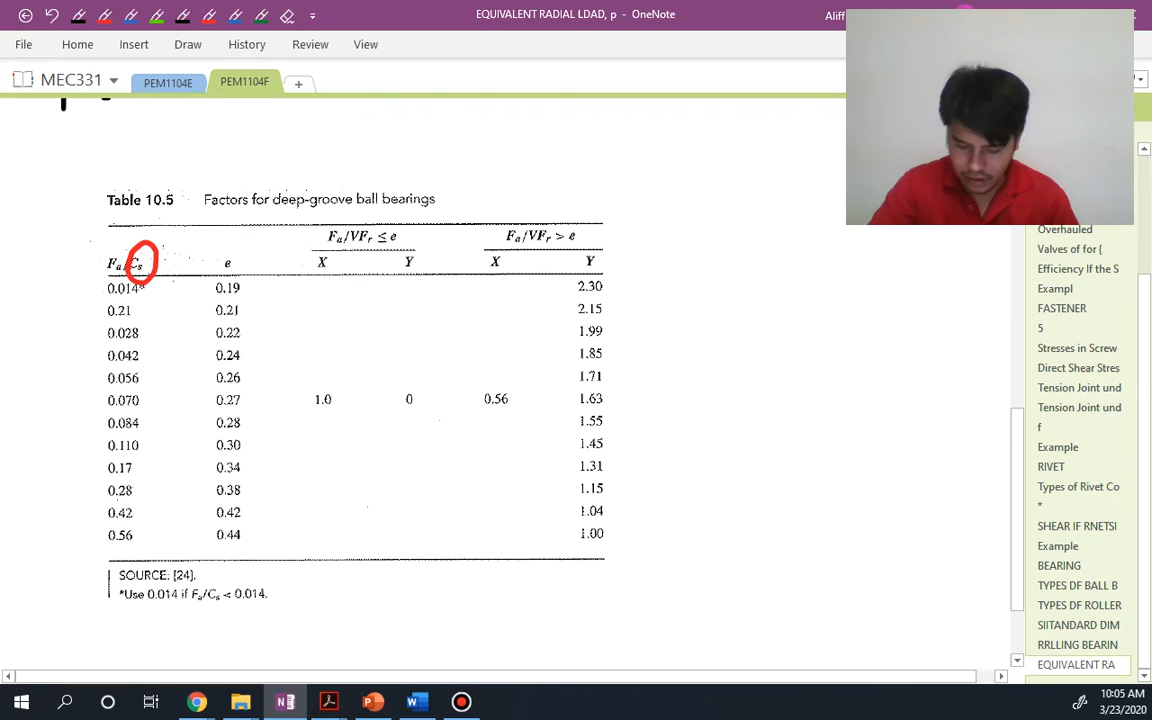 EQUIVALENT RADIAL LDAD, p - OneNote
Aliff
File Home Insert Draw History Review View
MEC331
PEM1104E
PEM1104F
Table 10.5 Factors for deep-groove ball bearings
Fa/VFr ≤ e Fa/VFr > e
Fa/Cs e X Y X Y
0.014* 0.19 2.30
0.21 0.21 2.15
0.028 0.22 1.99
0.042 0.24 1.85
0.056 0.26 1.71
0.070 0.27 1.0 0 0.56 1.63
0.084 0.28 1.55
0.110 0.30 1.45
0.17 0.34 1.31
0.28 0.38 1.15
0.42 0.42 1.04
0.56 0.44 1.00
SOURCE: [24].
*Use 0.014 if Fa/Cs < 0.014.
Overhauled
Valves of for {
Efficiency If the S
Exampl
FASTENER
5
Stresses in Screw
Direct Shear Stres
Tension Joint und
Tension Joint und
f
Example
RIVET
Types of Rivet Co
*
SHEAR IF RNETSI
Example
BEARING
TYPES DF BALL B
TYPES DF ROLLER
SIITANDARD DIM
RRLLING BEARIN
EQUIVALENT RA
10:05 AM
3/23/2020